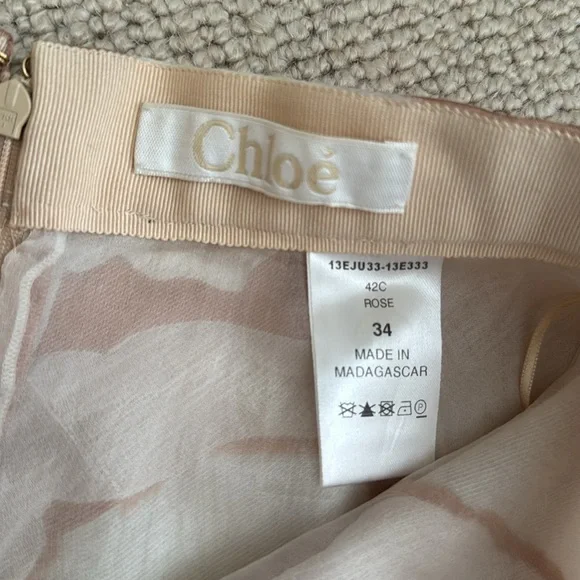 Chloé
13EJU33-13E333
42C
ROSE
34
MADE IN
MADAGASCAR